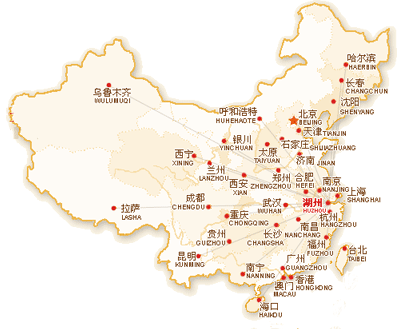 哈尔滨
HAERBIN
长春
CHANGCHUN
沈阳
SHENYANG
乌鲁木齐
WULUMUQI
呼和浩特
HUHEHAOTE
北京
BEIJING
天津 TIANJIN
银川
YINCHUAN
石家庄
SHIJIAZHUANG
太原
TAIYUAN
济南 JINAN
西宁
XINING
兰州
LANZHOU
西安
XIAN
郑州
ZHENGZHOU
合肥
HEFEI
南京
NANJING
上海
SHANGHAI
成都
CHENGDU
武汉
WUHAN
湖州
HUZHOU
杭州
HANGZHOU
拉萨
LASHA
重庆
CHONGQING
南昌
NANCHANG
长沙
CHANGSHA
贵州
GUIZHOU
福州
FUZHOU
台北
TAIBEI
昆明
KUNMING
南宁
NANNING
广州
GUANGZHOU
香港
HONGKONG
澳门
MACAU
海口
HAIKOU